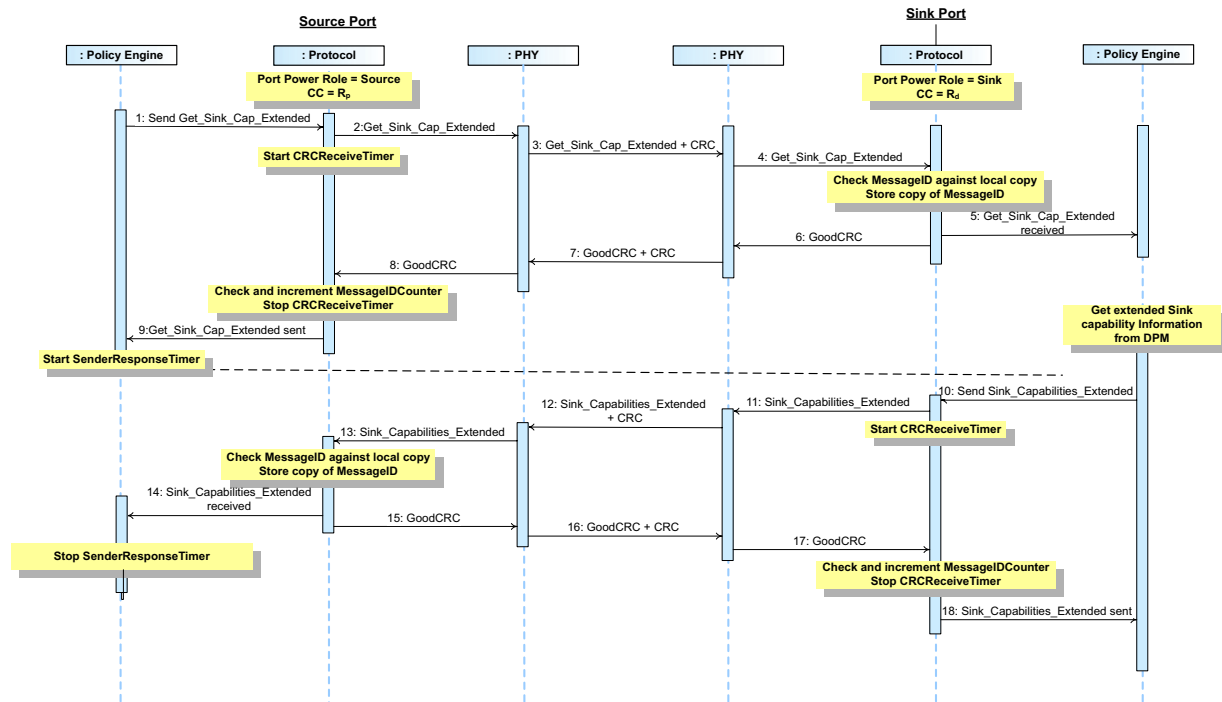 Source Port
Sink Port
: Policy Engine
: Protocol
: PHY
: PHY
: Protocol
: Policy Engine
Port Power Role = Source
CC = Rp
Port Power Role = Sink
CC = Rd
1: Send Get_Sink_Cap_Extended
2:Get_Sink_Cap_Extended
Start CRCReceiveTimer
3: Get_Sink_Cap_Extended + CRC
4: Get_Sink_Cap_Extended
Check MessageID against local copy
Store copy of MessageID
5: Get_Sink_Cap_Extended
received
6: GoodCRC
7: GoodCRC + CRC
8: GoodCRC
Check and increment MessageIDCounter
Stop CRCReceiveTimer
9:Get_Sink_Cap_Extended sent
Start SenderResponseTimer
Get extended Sink
capability Information
from DPM
10: Send Sink_Capabilities_Extended
11: Sink_Capabilities_Extended
Start CRCReceiveTimer
12: Sink_Capabilities_Extended
+ CRC
13: Sink_Capabilities_Extended
Check MessageID against local copy
Store copy of MessageID
14: Sink_Capabilities_Extended
received
15: GoodCRC
16: GoodCRC + CRC
17: GoodCRC
Stop SenderResponseTimer
Check and increment MessageIDCounter
Stop CRCReceiveTimer
18: Sink_Capabilities_Extended sent